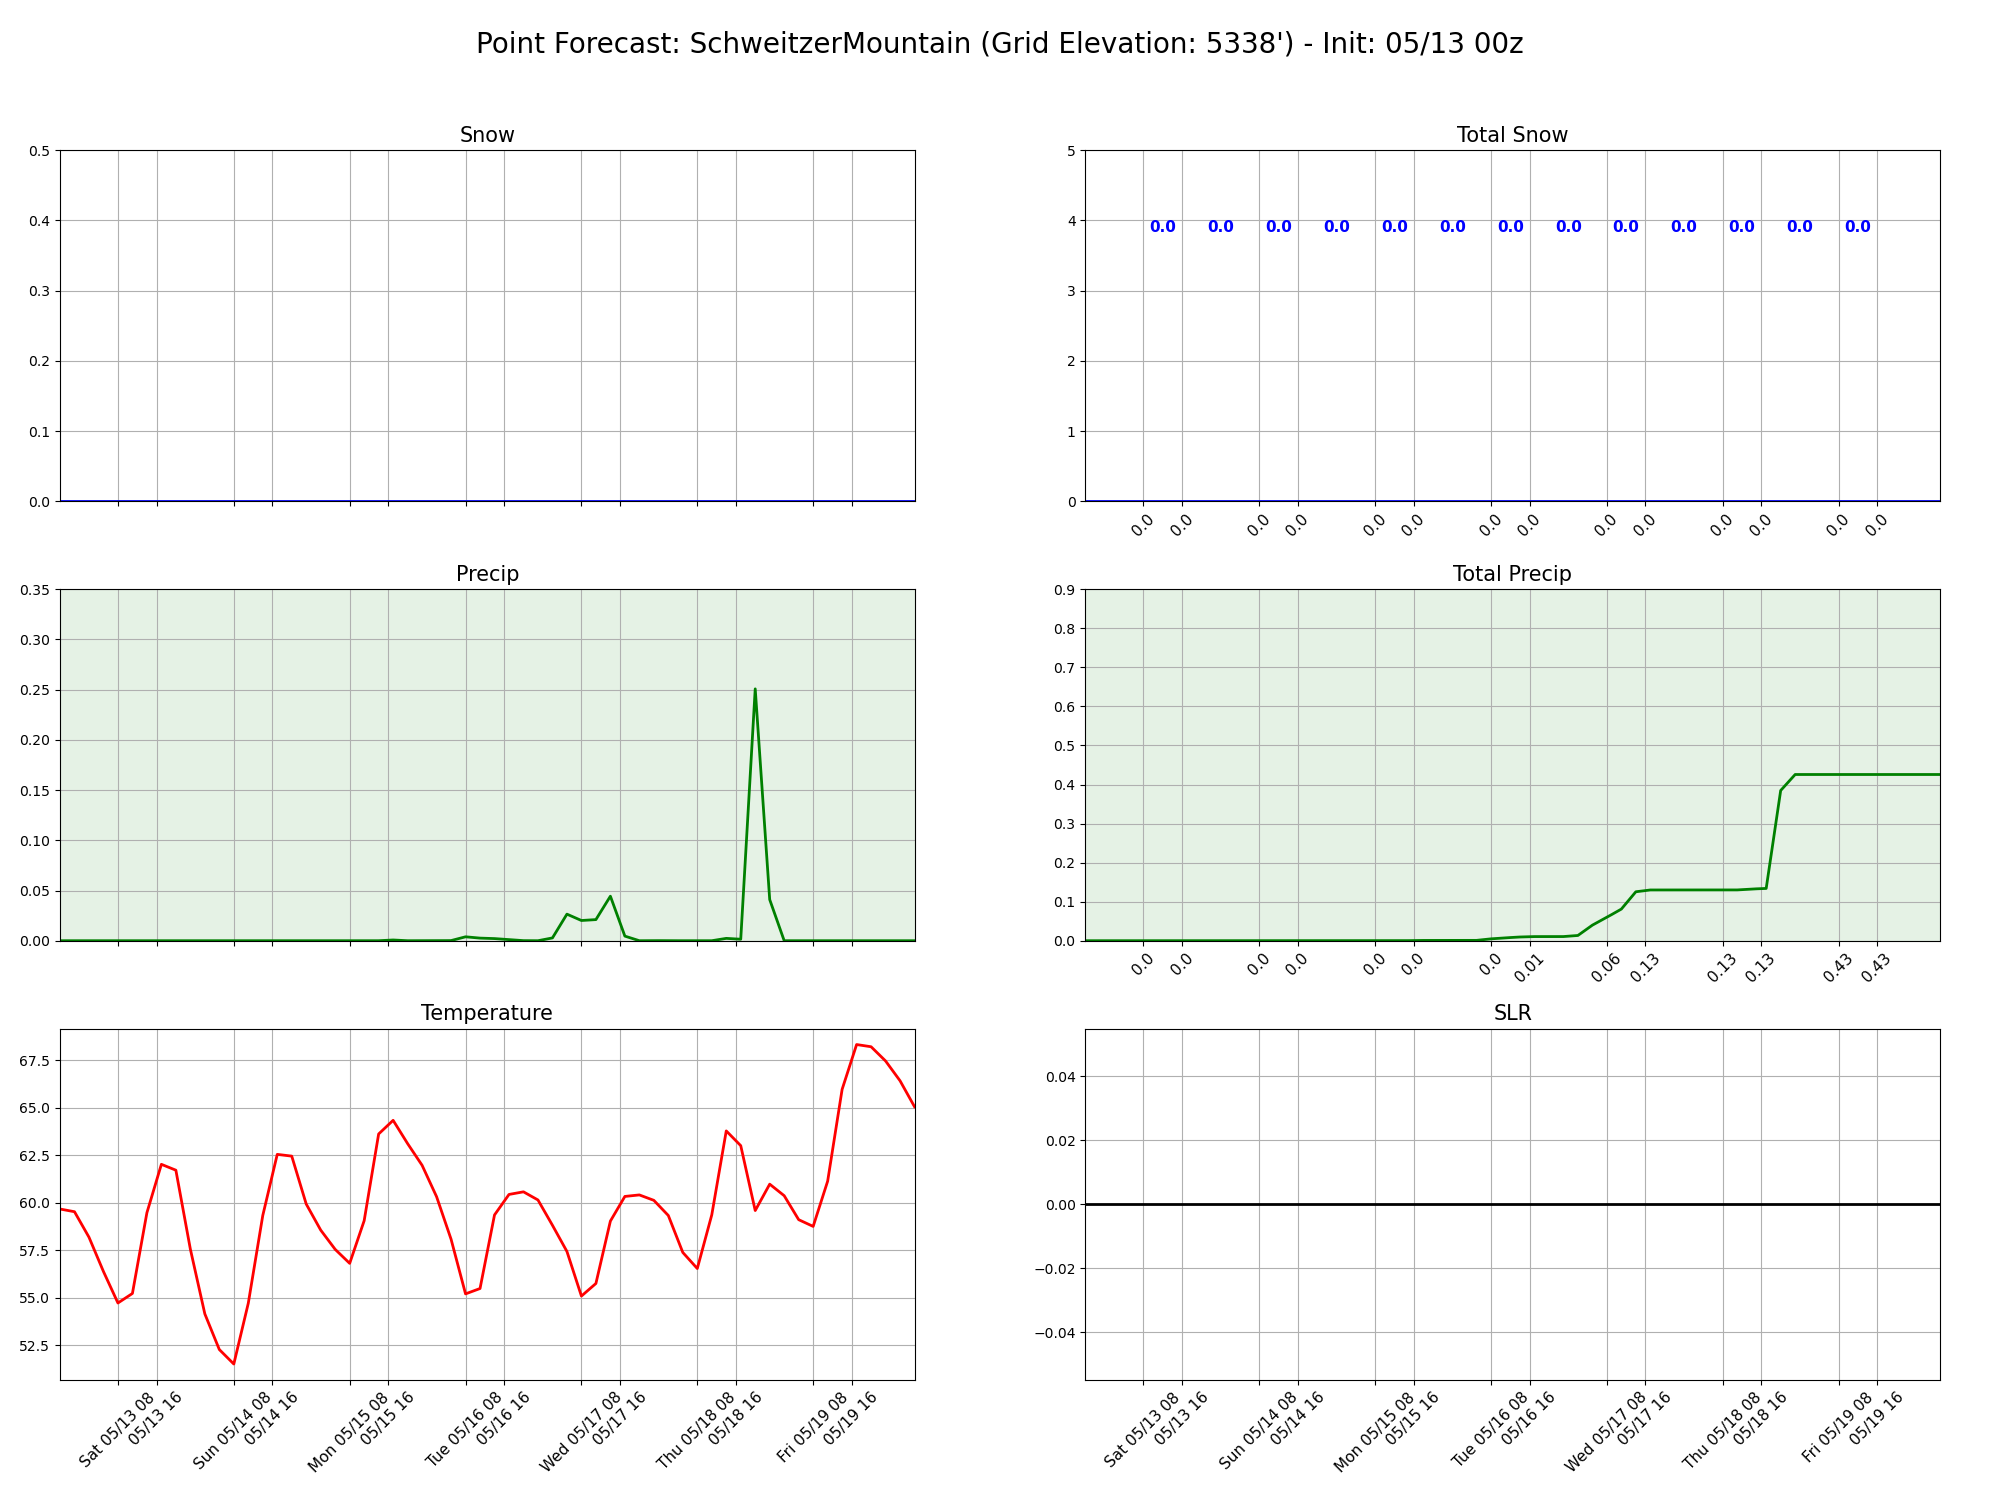 Point Forecast: SchweitzerMountain (Grid Elevation: 5338') - Init: 05/13 00z
Snow
0.5
0.4
0.3
0.2
0.1
0.0
Total Snow
5
4
3
2
1
0
0.0 0.0 0.0 0.0 0.0 0.0 0.0 0.0 0.0 0.0 0.0 0.0 0.0
0.0 0.0 0.0 0.0 0.0 0.0 0.0 0.0 0.0 0.0 0.0 0.0 0.0 0.0
Precip
0.35
0.30
0.25
0.20
0.15
0.10
0.05
0.00
Total Precip
0.9
0.8
0.7
0.6
0.5
0.4
0.3
0.2
0.1
0.0
0.0 0.0 0.0 0.0 0.0 0.0 0.0 0.01 0.06 0.13 0.13 0.13 0.43 0.43
Temperature
67.5
65.0
62.5
60.0
57.5
55.0
52.5
Sat 05/13 08
05/13 16
Sun 05/14 08
05/14 16
Mon 05/15 08
05/15 16
Tue 05/16 08
05/16 16
Wed 05/17 08
05/17 16
Thu 05/18 08
05/18 16
Fri 05/19 08
05/19 16
SLR
0.04
0.02
0.00
−0.02
−0.04
Sat 05/13 08
05/13 16
Sun 05/14 08
05/14 16
Mon 05/15 08
05/15 16
Tue 05/16 08
05/16 16
Wed 05/17 08
05/17 16
Thu 05/18 08
05/18 16
Fri 05/19 08
05/19 16